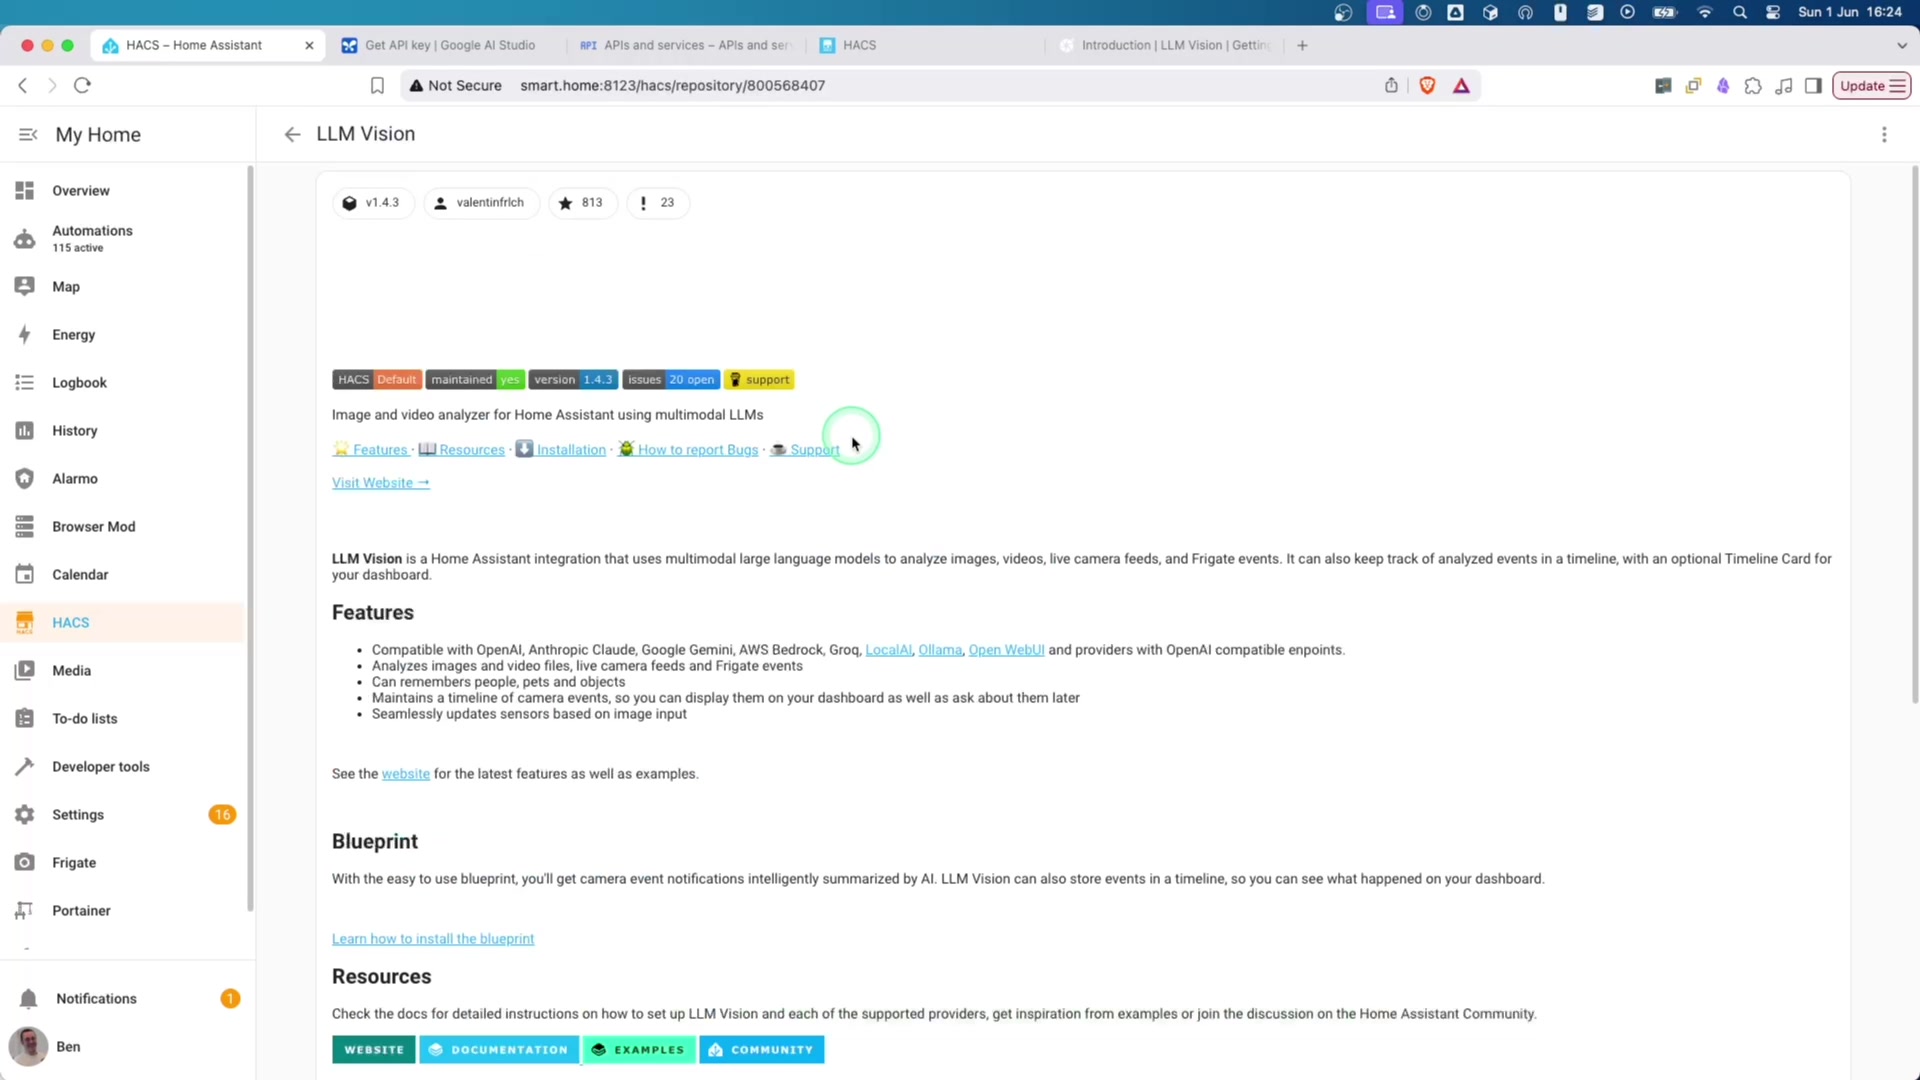 Sun 1 Jun 16:24
HACS – Home Assistant
Get API key | Google AI Studio
API APIs and services – APIs and ser
HACS
Introduction | LLM Vision | Getting
Not Secure smart.home:8123/hacs/repository/800568407
Update
My Home
LLM Vision
Overview
Automations
115 active
Map
Energy
Logbook
History
Alarmo
Browser Mod
Calendar
HACS
HACS
Media
To-do lists
Developer tools
Settings 16
Frigate
Portainer
Notifications 1
Ben
v1.4.3 valentinfrlch 813 23
HACS Default maintained yes version 1.4.3 issues 20 open support
Image and video analyzer for Home Assistant using multimodal LLMs
Features · Resources · Installation · How to report Bugs · Support
Visit Website →
LLM Vision is a Home Assistant integration that uses multimodal large language models to analyze images, videos, live camera feeds, and Frigate events. It can also keep track of analyzed events in a timeline, with an optional Timeline Card for
your dashboard.
Features
• Compatible with OpenAI, Anthropic Claude, Google Gemini, AWS Bedrock, Groq, LocalAI, Ollama, Open WebUI and providers with OpenAI compatible enpoints.
• Analyzes images and video files, live camera feeds and Frigate events
• Can remembers people, pets and objects
• Maintains a timeline of camera events, so you can display them on your dashboard as well as ask about them later
• Seamlessly updates sensors based on image input
See the website for the latest features as well as examples.
Blueprint
With the easy to use blueprint, you'll get camera event notifications intelligently summarized by AI. LLM Vision can also store events in a timeline, so you can see what happened on your dashboard.
Learn how to install the blueprint
Resources
Check the docs for detailed instructions on how to set up LLM Vision and each of the supported providers, get inspiration from examples or join the discussion on the Home Assistant Community.
WEBSITE DOCUMENTATION EXAMPLES COMMUNITY